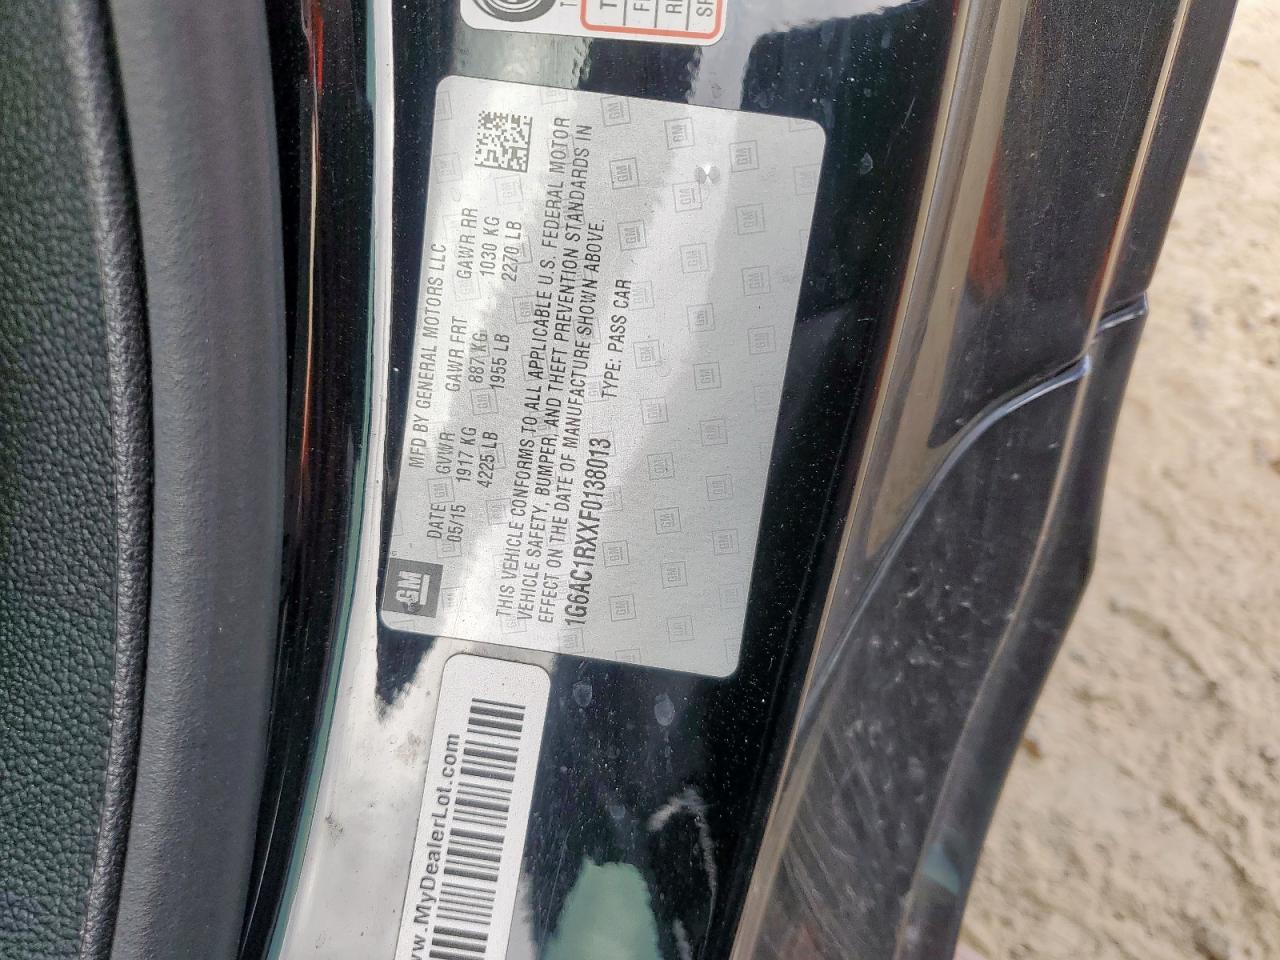 GM
MFD BY GENERAL MOTORS LLC
DATE GVWR GAWR FRT GAWR RR
05/15 1917 KG 887 KG 1030 KG
4225 LB 1955 LB 2270 LB
THIS VEHICLE CONFORMS TO ALL APPLICABLE U.S. FEDERAL MOTOR
VEHICLE SAFETY, BUMPER, AND THEFT PREVENTION STANDARDS IN
EFFECT ON THE DATE OF MANUFACTURE SHOWN ABOVE.
1G6AC1RXXF0138013 TYPE: PASS CAR
w.MyDealerLot.com